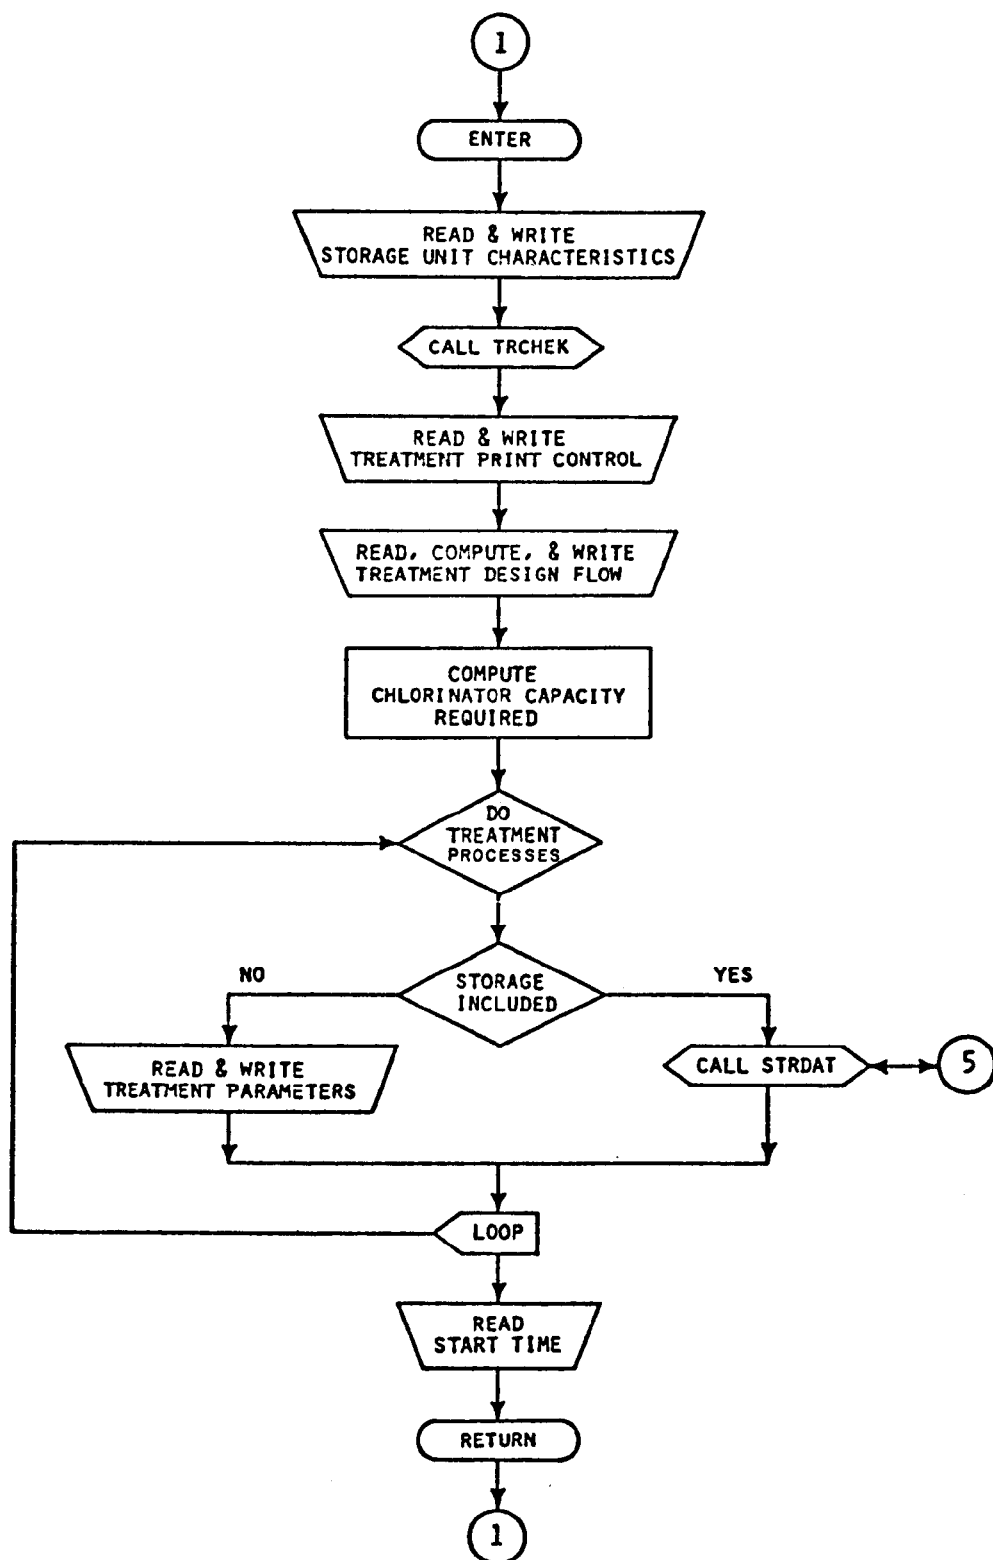 1
ENTER
READ & WRITE
STORAGE UNIT CHARACTERISTICS
CALL TRCHEK
READ & WRITE
TREATMENT PRINT CONTROL
READ, COMPUTE, & WRITE
TREATMENT DESIGN FLOW
COMPUTE
CHLORINATOR CAPACITY
REQUIRED
DO
TREATMENT
PROCESSES
NO
STORAGE
INCLUDED
YES
READ & WRITE
TREATMENT PARAMETERS
CALL STRDAT
5
LOOP
READ
START TIME
RETURN
1